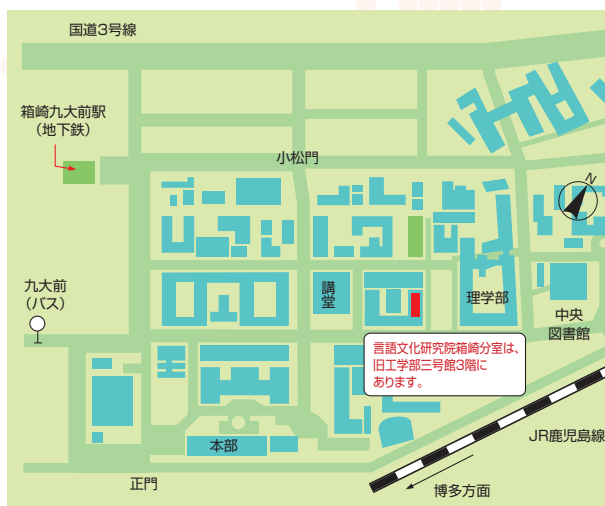 国道3号線
箱崎九大前駅
（地下鉄）
小松門
N
九大前
（バス）
講
堂
理学部
中央
図書館
言語文化研究院箱崎分室は、
旧工学部三号館3階に
あります。
本部
JR鹿児島線
正門
博多方面